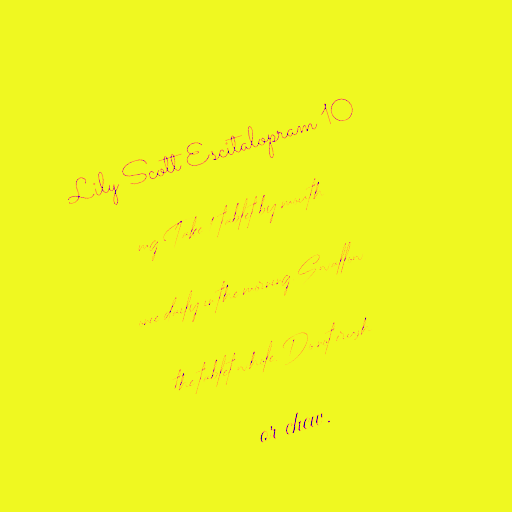 Lily Scott Escitalopram 10
mg Take 1 tablet by mouth
once daily in the morning Swallow
the tablet whole. Do not crush
or chew.